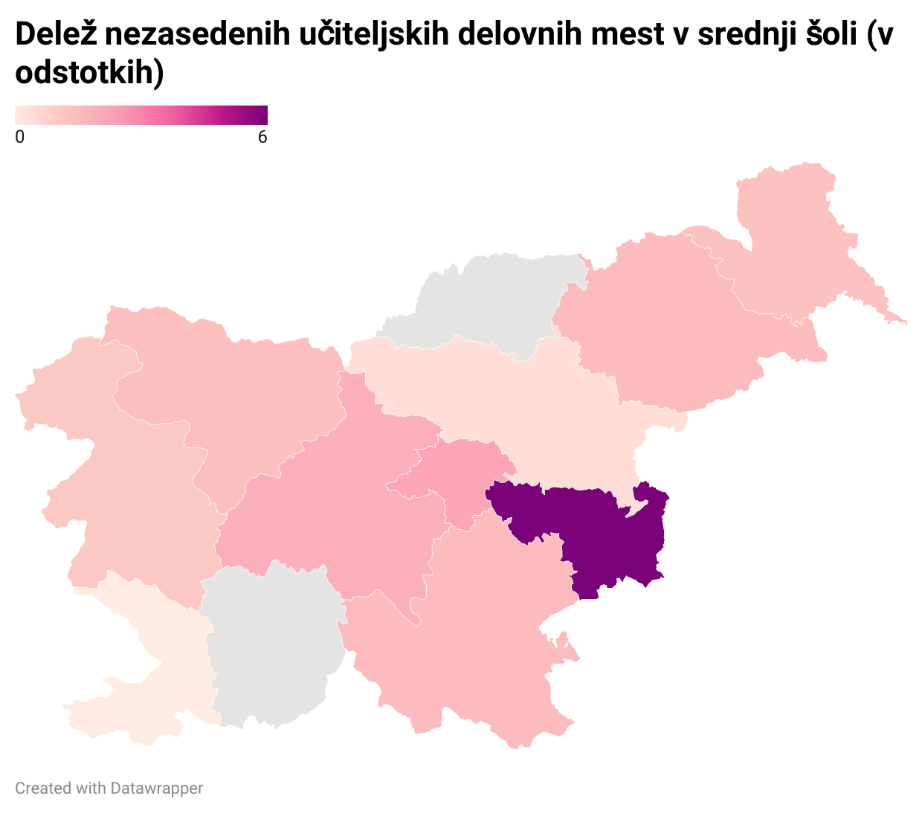 Delež nezasedenih učiteljskih delovnih mest v srednji šoli (v
odstotkih)
0 6
Created with Datawrapper